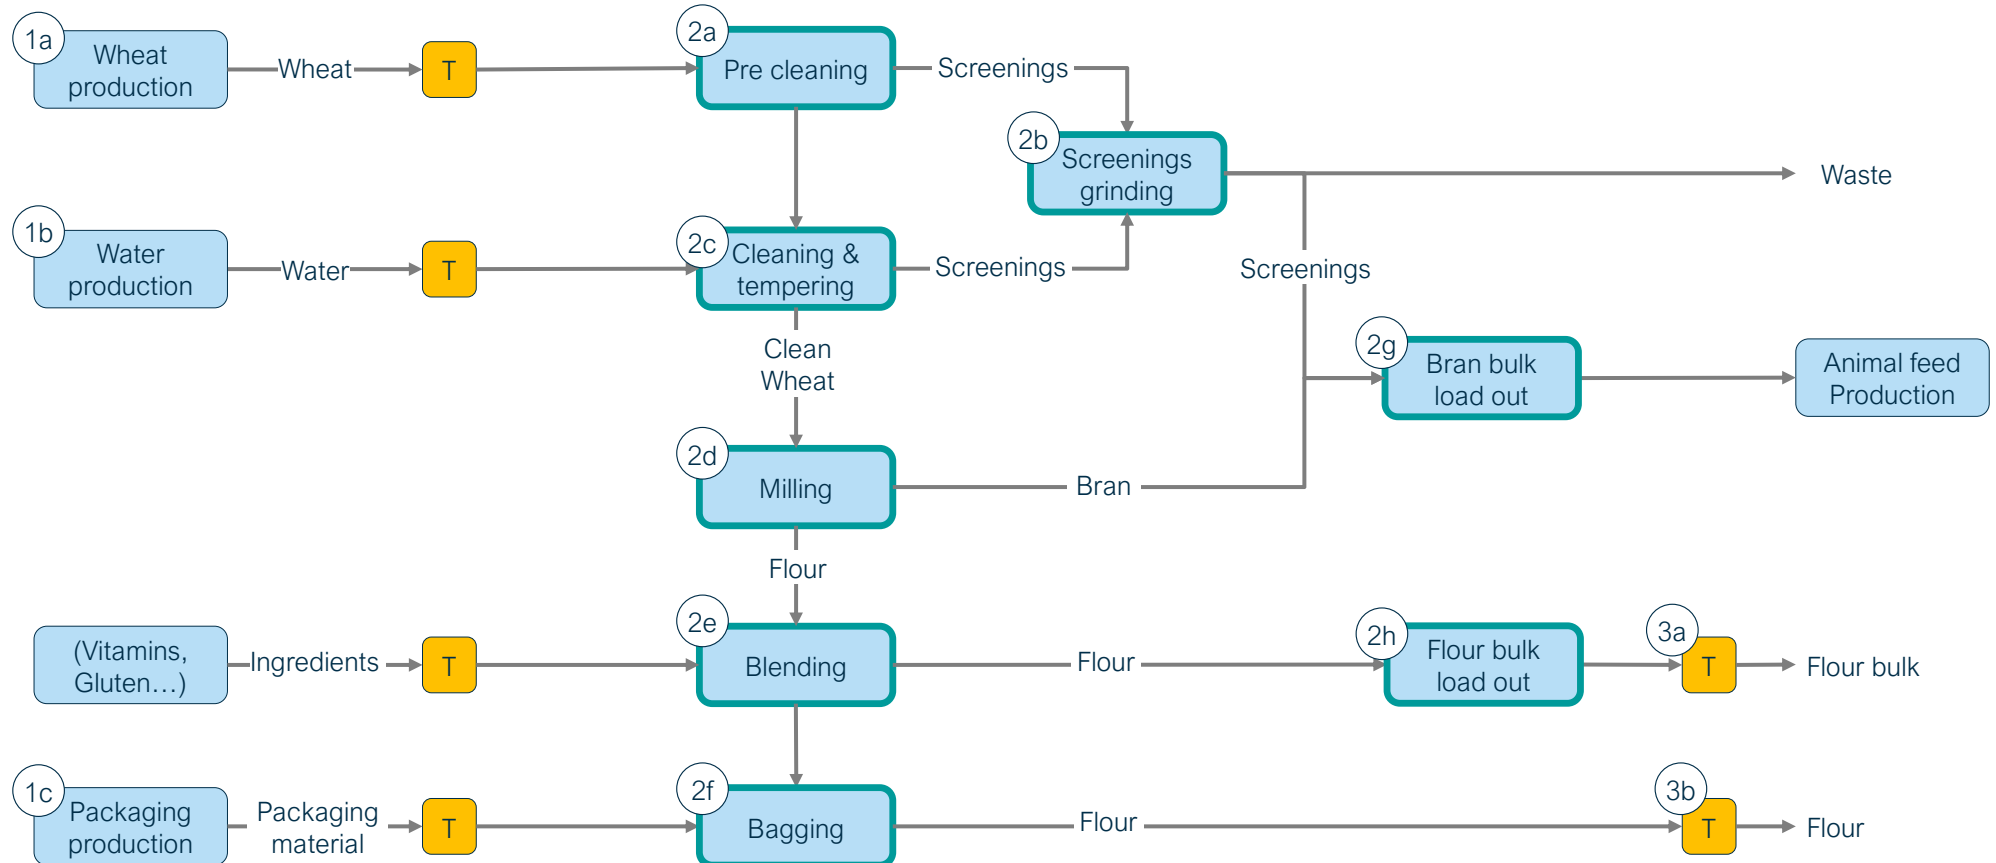 1a
Wheat
production
Wheat
T
2a
Pre cleaning
Screenings
2b
Screenings
grinding
Waste
1b
Water
production
Water
T
2c
Cleaning &
tempering
Screenings
Screenings
Clean
Wheat
2g
Bran bulk
load out
Animal feed
Production
2d
Milling
Bran
Flour
(Vitamins,
Gluten...)
Ingredients
T
2e
Blending
Flour
2h
Flour bulk
load out
3a
T
Flour bulk
1c
Packaging
production
Packaging
material
T
2f
Bagging
Flour
3b
T
Flour